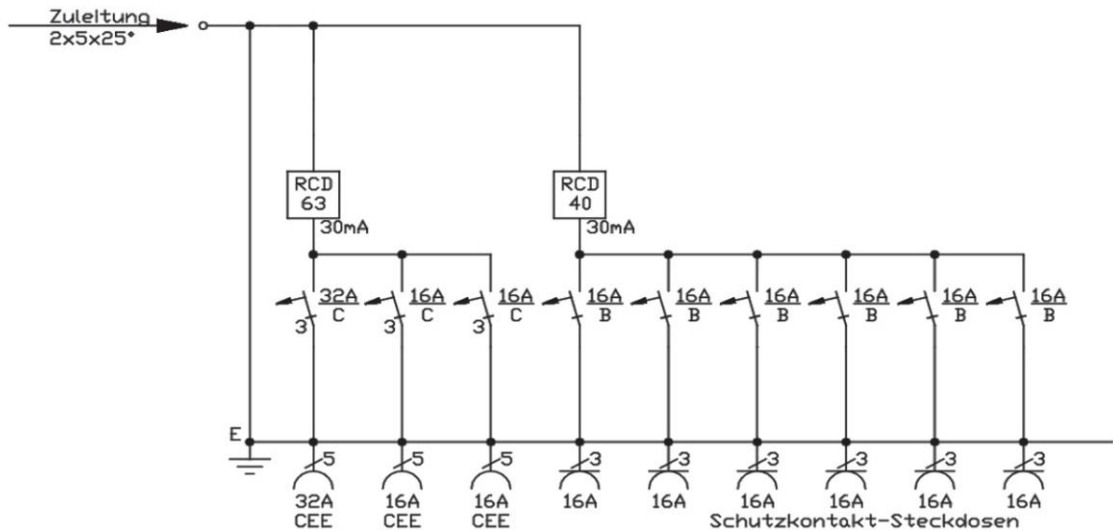 Zuleitung
2x5x25°
RCD
63
30mA
RCD
40
30mA
32A
C
3
16A
C
3
16A
C
3
16A
B
16A
B
16A
B
16A
B
16A
B
16A
B
E
5
5
5
3
3
3
3
3
3
32A
CEE
16A
CEE
16A
CEE
16A
16A
16A
16A
16A
16A
Schutzkontakt-Steckdosen